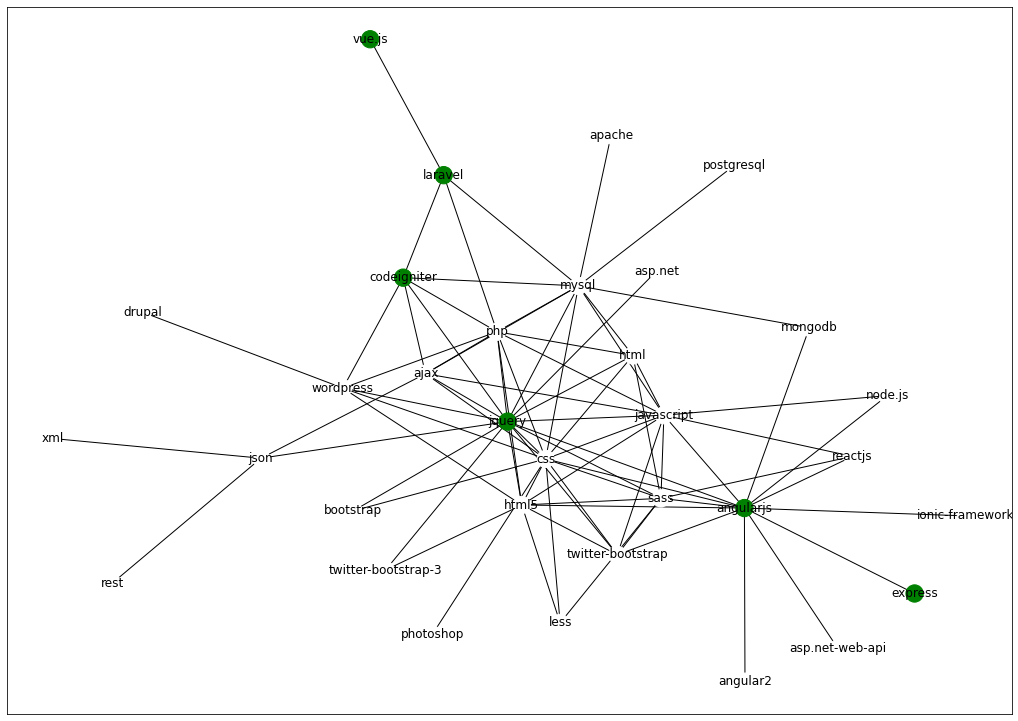 vue.js
apache
postgresql
laravel
asp.net
codeigniter
mysql
drupal
mongodb
php
html
ajax
wordpress
node.js
javascript
jquery
xml
json
css
reactjs
sass
html5
angularjs
bootstrap
ionic-framework
twitter-bootstrap
twitter-bootstrap-3
rest
express
less
photoshop
asp.net-web-api
angular2